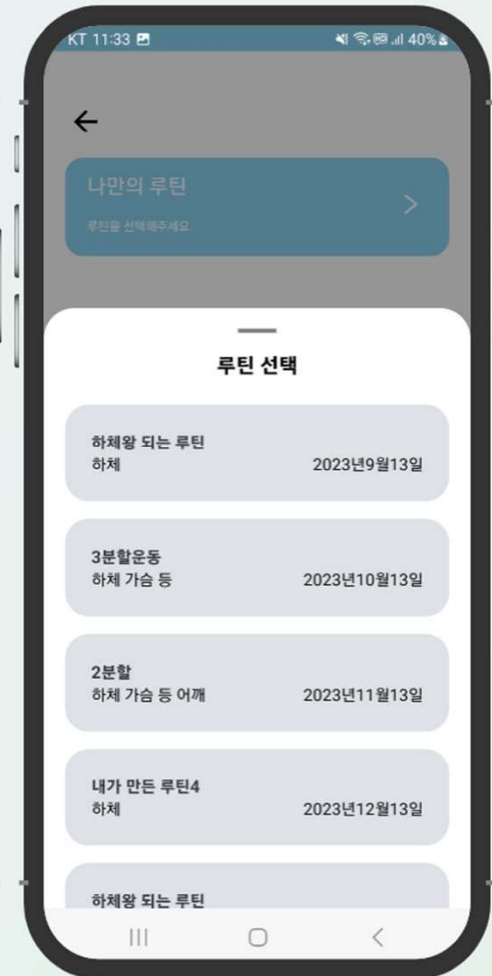 KT 11:33
40%
나만의 루틴
루틴을 선택해주세요.
루틴 선택
하체왕 되는 루틴
하체 2023년9월13일
3분할운동
하체 가슴 등 2023년10월13일
2분할
하체 가슴 등 어깨 2023년11월13일
내가 만든 루틴4
하체 2023년12월13일
하체왕 되는 루틴